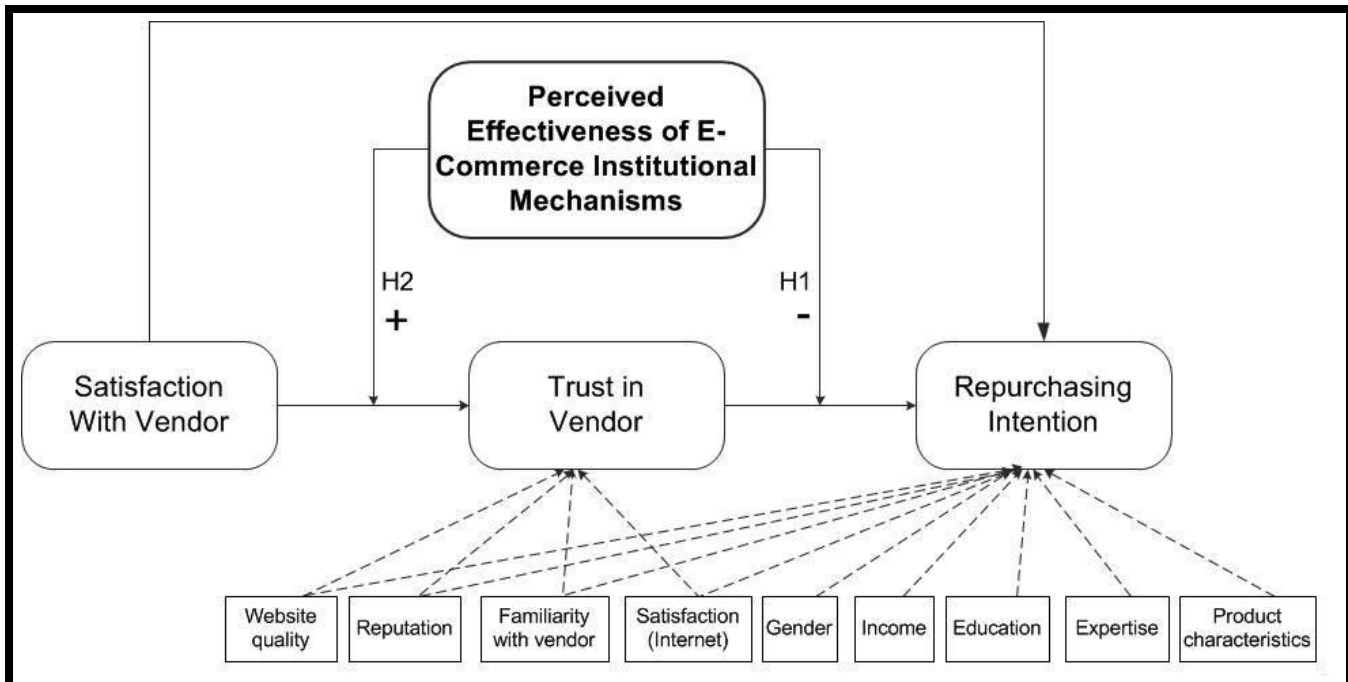 Perceived
Effectiveness of E-
Commerce Institutional
Mechanisms
H2
+
H1
-
Satisfaction
With Vendor
Trust in
Vendor
Repurchasing
Intention
Website
quality
Reputation
Familiarity
with vendor
Satisfaction
(Internet)
Gender
Income
Education
Expertise
Product
characteristics